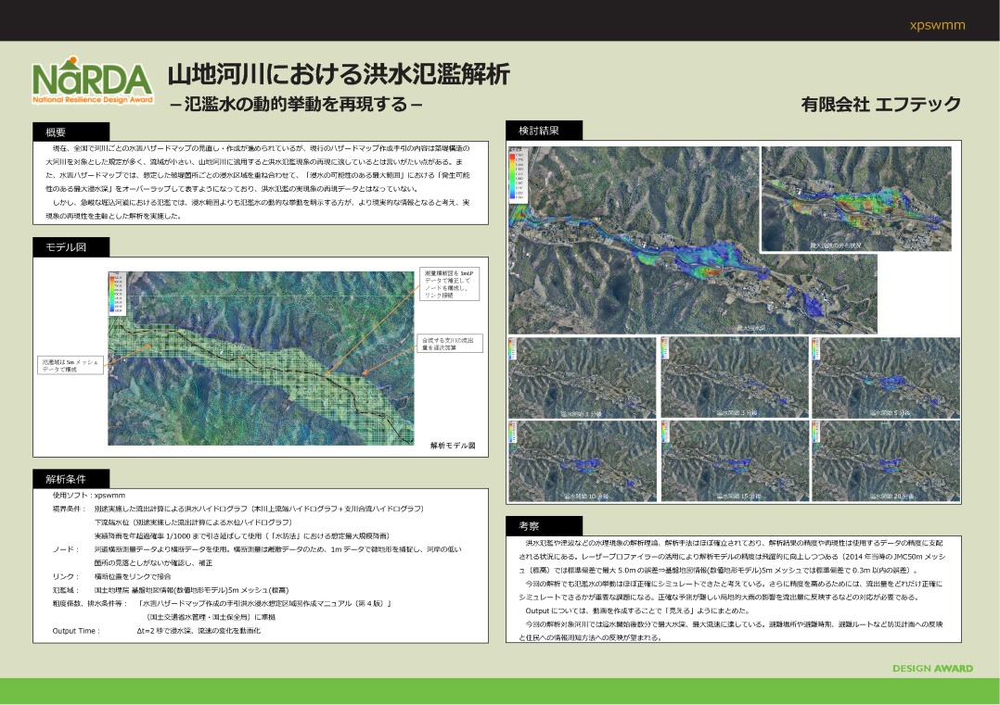 xpswmm
NaRDA
National Resilience Design Award
山地河川における洪水氾濫解析
－氾濫水の動的挙動を再現する－
有限会社 エフテック
概要
現在、全国で河川ごとの水害ハザードマップの見直し・作成が進められているが、現行のハザードマップ作成手引の内容は築堤構造の
大河川を対象とした規定が多く、流域が小さい、山地河川に適用すると洪水氾濫現象の再現に適しているとは言いがたい点がある。ま
た、水害ハザードマップでは、想定した破堤箇所ごとの浸水区域を重ね合わせて、「浸水の可能性のある最大範囲」における「発生可能
性のある最大浸水深」をオーバーラップして表すようになっており、洪水氾濫の実現象の再現データとはなっていない。
しかし、急峻な堀込河道における氾濫では、浸水範囲よりも氾濫水の動的な挙動を明示する方が、より現実的な情報となると考え、実
現象の再現性を主軸とした解析を実施した。
モデル図
測量横断図を 1mLP
データで補正して
ノードを構成し、
リンク接続
合流する支川の流出
量を逐次加算
氾濫域は 5m メッシュ
データで構成
解析モデル図
解析条件
使用ソフト：xpswmm
境界条件： 別途実施した流出計算による洪水ハイドログラフ（本川上流端ハイドログラフ＋支川合流ハイドログラフ）
下流端水位（別途実施した流出計算による水位ハイドログラフ）
実績降雨を年超過確率 1/1000 まで引き延ばして使用（「水防法」における想定最大規模降雨）
ノード： 河道横断測量データより横断データを使用。横断測量は離散データのため、1m データで微地形を捕捉し、河岸の低い
箇所の見落としがないか確認し、補正
リンク： 横断位置をリンクで接合
氾濫域： 国土地理院 基盤地図情報(数値地形モデル)5m メッシュ(標高)
粗度係数、排水条件等： 「水害ハザードマップ作成の手引洪水浸水想定区域図作成マニュアル（第 4 版）」
（国土交通省水管理・国土保全局）に準拠
Output Time： Δt=2 秒で浸水深、流速の変化を動画化
検討結果
最大流速の分布状況
最大浸水深
溢水開始 1 分後
溢水開始 3 分後
溢水開始 5 分後
溢水開始 10 分後
溢水開始 15 分後
溢水開始 20 分後
考察
洪水氾濫や津波などの水理現象の解析理論、解析手法はほぼ確立されており、解析結果の精度や再現性は使用するデータの精度に支配
される状況にある。レーザープロファイラーの活用により解析モデルの精度は飛躍的に向上しつつある（2014 年当時の JMC50m メッシ
ュ（標高）では標準偏差で最大 5.0m の誤差⇒基盤地図情報(数値地形モデル)5m メッシュでは標準偏差で 0.3m 以内の誤差）。
今回の解析でも氾濫水の挙動はほぼ正確にシミュレートできたと考えている。さらに精度を高めるためには、流出量をどれだけ正確に
シミュレートできるかが重要な課題になる。正確な予測が難しい局地的大雨の影響を流出量に反映するなどの対応が必要である。
Output については、動画を作成することで「見える」ようにまとめた。
今回の解析対象河川では溢水開始後数分で最大水深、最大流速に達している。避難場所や避難時期、避難ルートなど防災計画への反映
と住民への情報周知方法への反映が望まれる。
DESIGN AWARD